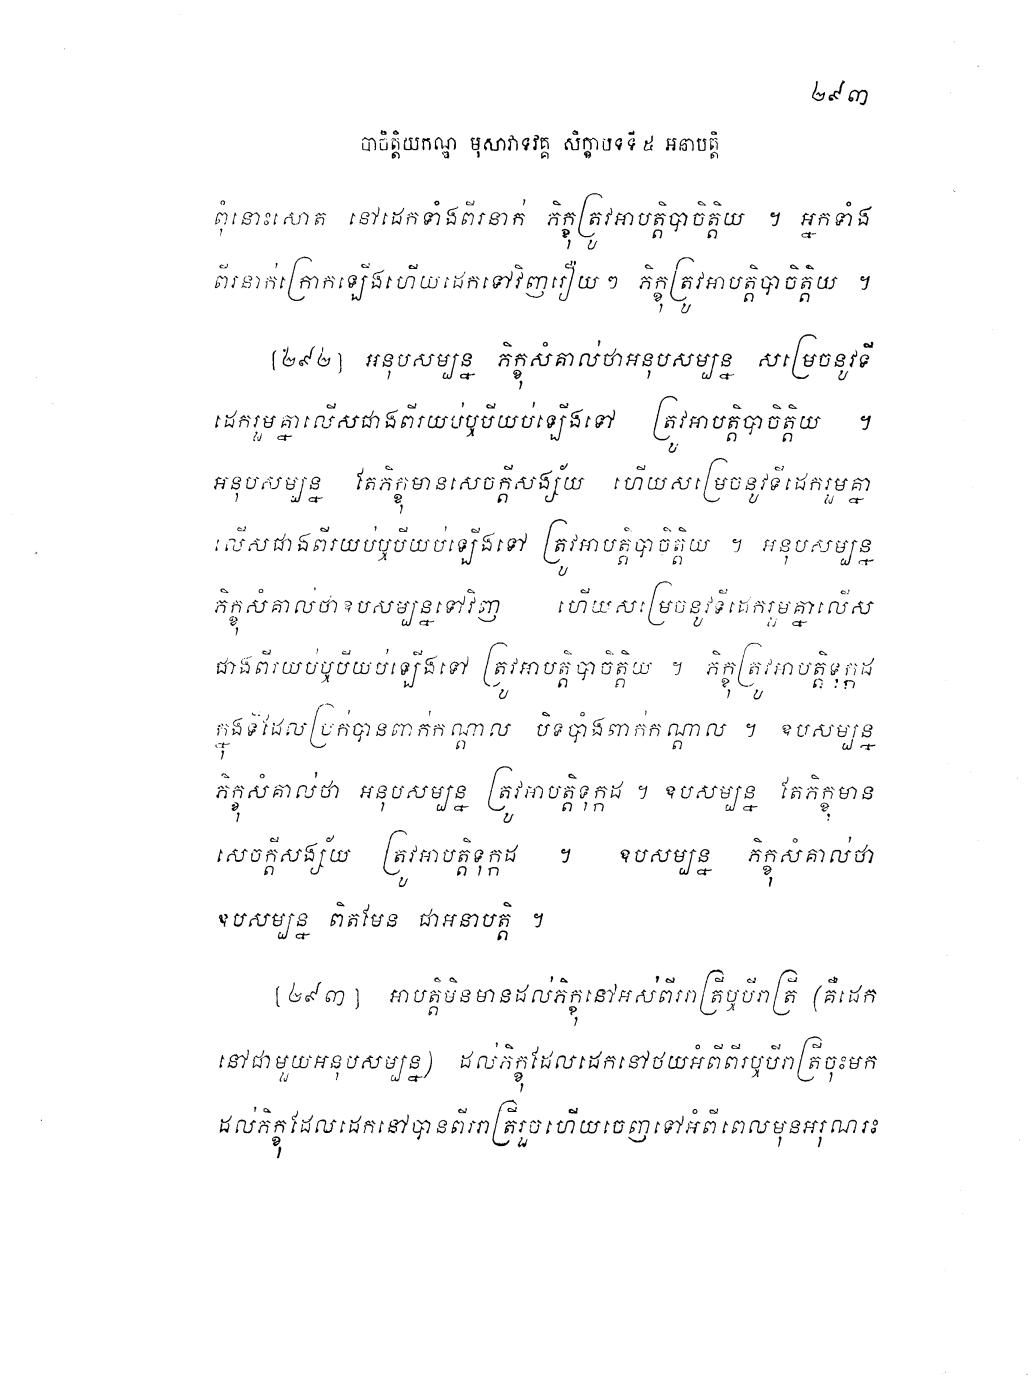 ២៩៣
បាចិត្តិយកណ្ឌ មុសាវាទវគ្គ សិក្ខាបទទី ៥ អនាបត្តិ
ពុំនោះសោត នៅដេកទាំងពីរនាក់ ភិក្ខុត្រូវអាបត្តិបាចិត្តិយ ។ អ្នកទាំង
ពីរនាក់ក្រោកឡើងហើយដេកទៅវិញរឿយ ៗ ភិក្ខុត្រូវអាបត្តិបាចិត្តិយ ។
[២៩២] អនុបសម្បន្ន ភិក្ខុសំគាល់ថាអនុបសម្បន្ន សម្រេចនូវទី
ដេករួមគ្នាលើសជាងពីរយប់ឬបីយប់ឡើងទៅ ត្រូវអាបត្តិបាចិត្តិយ ។
អនុបសម្បន្ន តែភិក្ខុមានសេចក្តីសង្ស័យ ហើយសម្រេចនូវទីដេករួមគ្នា
លើសជាងពីរយប់ឬបីយប់ឡើងទៅ ត្រូវអាបត្តិបាចិត្តិយ ។ អនុបសម្បន្ន
ភិក្ខុសំគាល់ថាឧបសម្បន្នទៅវិញ ហើយសម្រេចនូវទីដេករួមគ្នាលើស
ជាងពីរយប់ឬបីយប់ឡើងទៅ ត្រូវអាបត្តិបាចិត្តិយ ។ ភិក្ខុត្រូវអាបត្តិទុក្កដ
ក្នុងទីដែលប្រក់បានពាក់កណ្តាល បិទបាំងពាក់កណ្តាល ។ ឧបសម្បន្ន
ភិក្ខុសំគាល់ថា អនុបសម្បន្ន ត្រូវអាបត្តិទុក្កដ ។ ឧបសម្បន្ន តែភិក្ខុមាន
សេចក្តីសង្ស័យ ត្រូវអាបត្តិទុក្កដ ។ ឧបសម្បន្ន ភិក្ខុសំគាល់ថា
ឧបសម្បន្ន ពិតមែន ជាអនាបត្តិ ។
[២៩៣] អាបត្តិមិនមានដល់ភិក្ខុនៅអស់ពីររាត្រីឬបីរាត្រី (គឺដេក
នៅជាមួយអនុបសម្បន្ន) ដល់ភិក្ខុដែលដេកនៅថយអំពីពីរឬបីរាត្រីចុះមក
ដល់ភិក្ខុដែលដេកនៅបានពីររាត្រីរួចហើយចេញទៅអំពីពេលមុនអរុណរះ